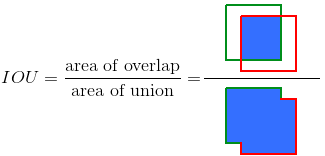 IOU = area of overlap / area of union =